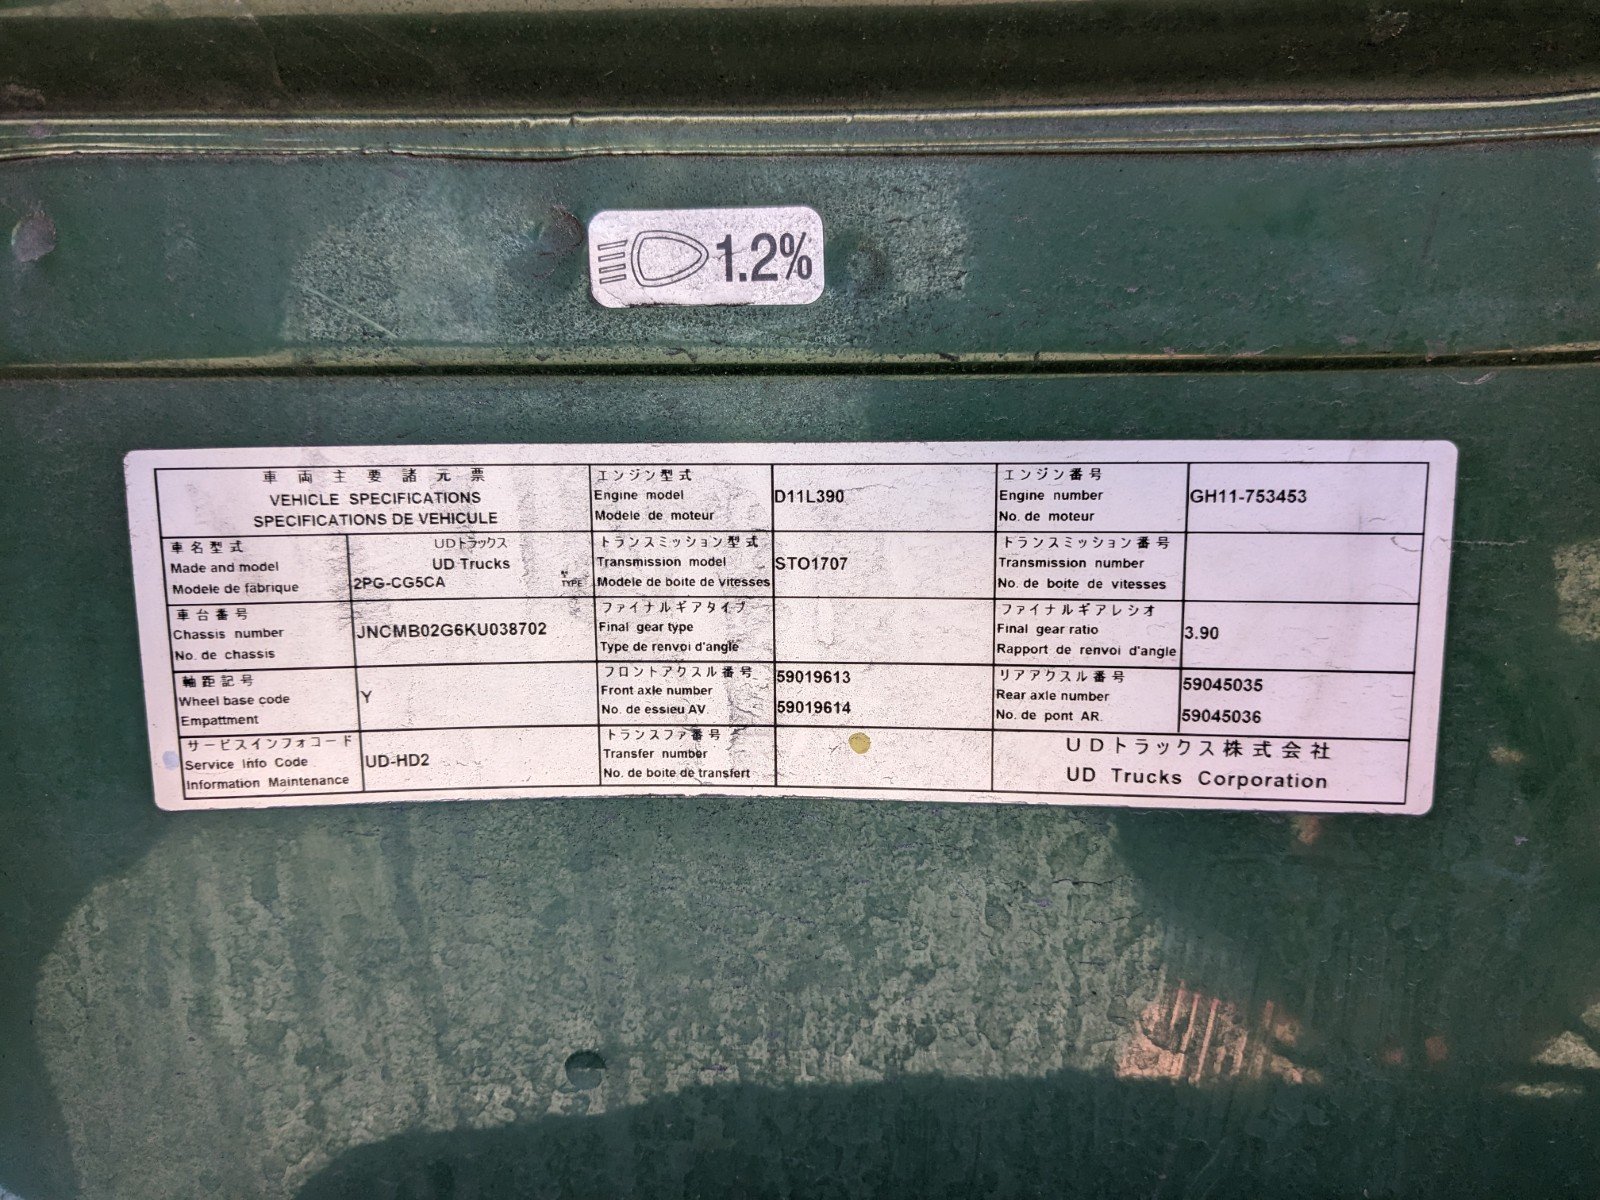 1.2%
車両主要諸元票
VEHICLE SPECIFICATIONS
SPECIFICATIONS DE VEHICULE
エンジン型式
Engine model
Modele de moteur
D11L390
エンジン番号
Engine number
No. de moteur
GH11-753453
車名型式
Made and model
Modele de fabrique
UDトラックス
UD Trucks
2PG-CG5CA
TYPE
トランスミッション型式
Transmission model
Modele de boite de vitesses
STO1707
トランスミッション番号
Transmission number
No. de boite de vitesses
車台番号
Chassis number
No. de chassis
JNCMB02G6KU038702
ファイナルギアタイプ
Final gear type
Type de renvoi d'angle
ファイナルギアレシオ
Final gear ratio
Rapport de renvoi d'angle
3.90
軸距記号
Wheel base code
Empattment
Y
フロントアクスル番号
Front axle number
No. de essieu AV.
59019613
59019614
リアアクスル番号
Rear axle number
No. de pont AR.
59045035
59045036
サービスインフォコード
Service Info Code
Information Maintenance
UD-HD2
トランスファ番号
Transfer number
No. de boite de transfert
UDトラックス株式会社
UD Trucks Corporation